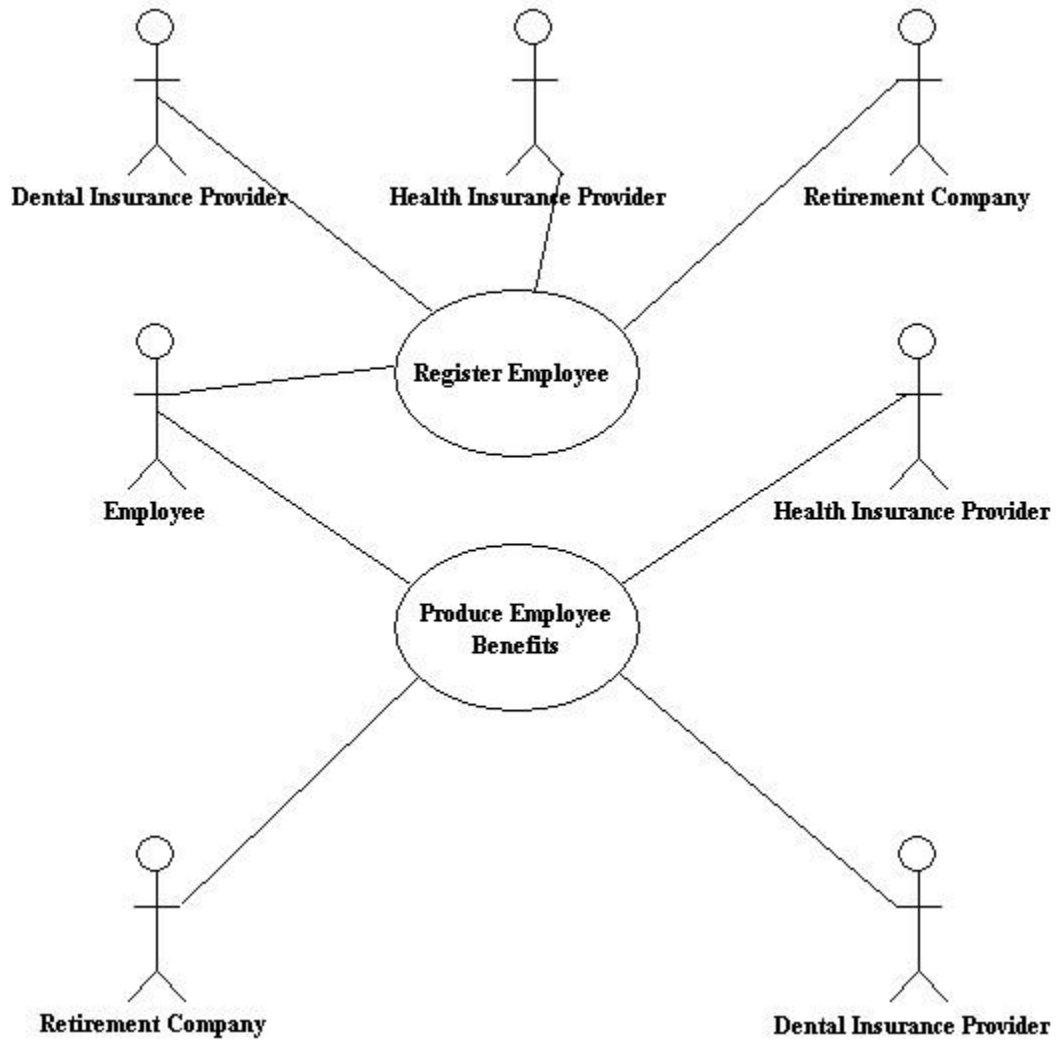 Dental Insurance Provider
Health Insurance Provider
Retirement Company
Register Employee
Employee
Health Insurance Provider
Produce Employee
Benefits
Retirement Company
Dental Insurance Provider